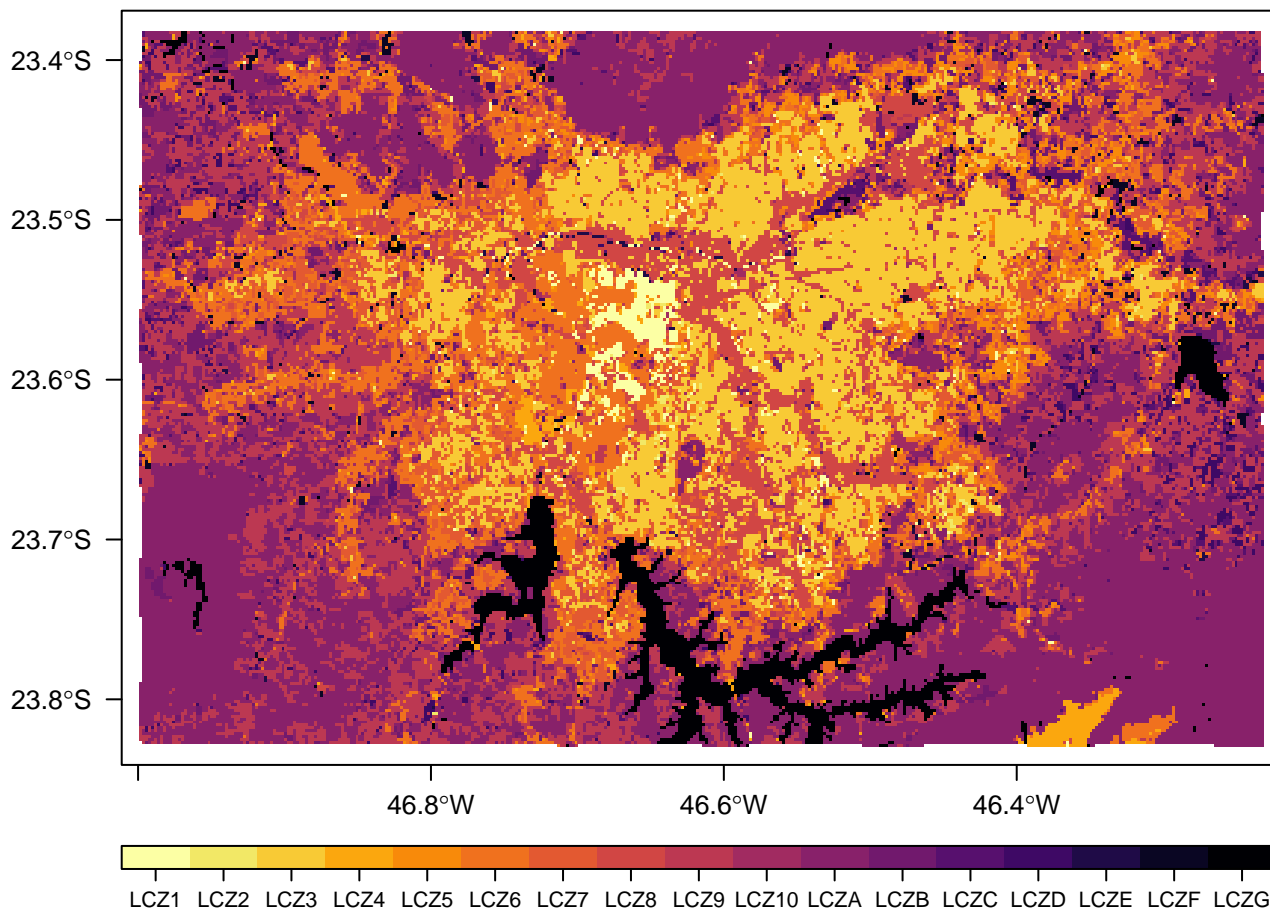 23.4°S
23.5°S
23.6°S
23.7°S
23.8°S
46.8°W 46.6°W 46.4°W
LCZ1 LCZ2 LCZ3 LCZ4 LCZ5 LCZ6 LCZ7 LCZ8 LCZ9 LCZ10 LCZA LCZB LCZC LCZD LCZE LCZF LCZG